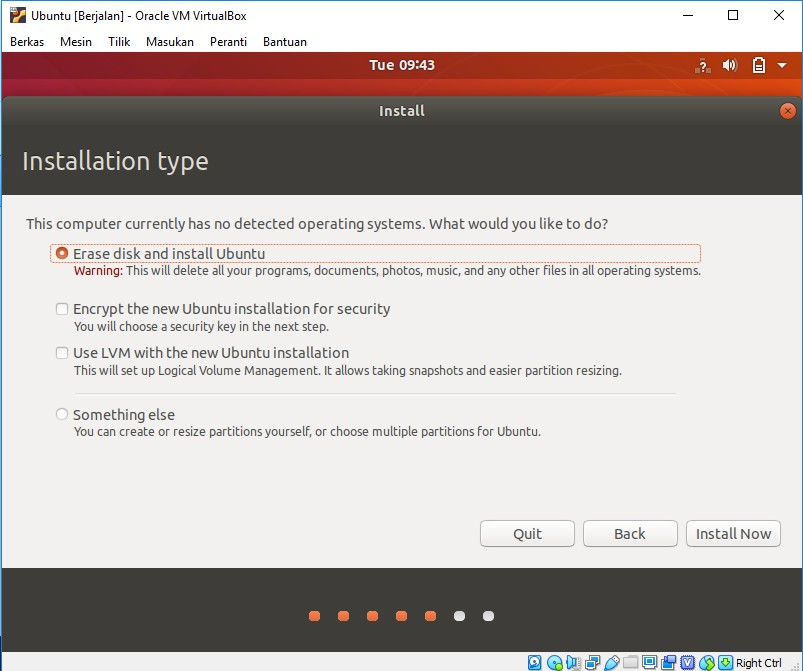 Ubuntu [Berjalan] - Oracle VM VirtualBox
Berkas Mesin Tilik Masukan Peranti Bantuan
Tue 09:43
Install
Installation type
This computer currently has no detected operating systems. What would you like to do?
Erase disk and install Ubuntu
Warning: This will delete all your programs, documents, photos, music, and any other files in all operating systems.
Encrypt the new Ubuntu installation for security
You will choose a security key in the next step.
Use LVM with the new Ubuntu installation
This will set up Logical Volume Management. It allows taking snapshots and easier partition resizing.
Something else
You can create or resize partitions yourself, or choose multiple partitions for Ubuntu.
Quit Back Install Now
Right Ctrl